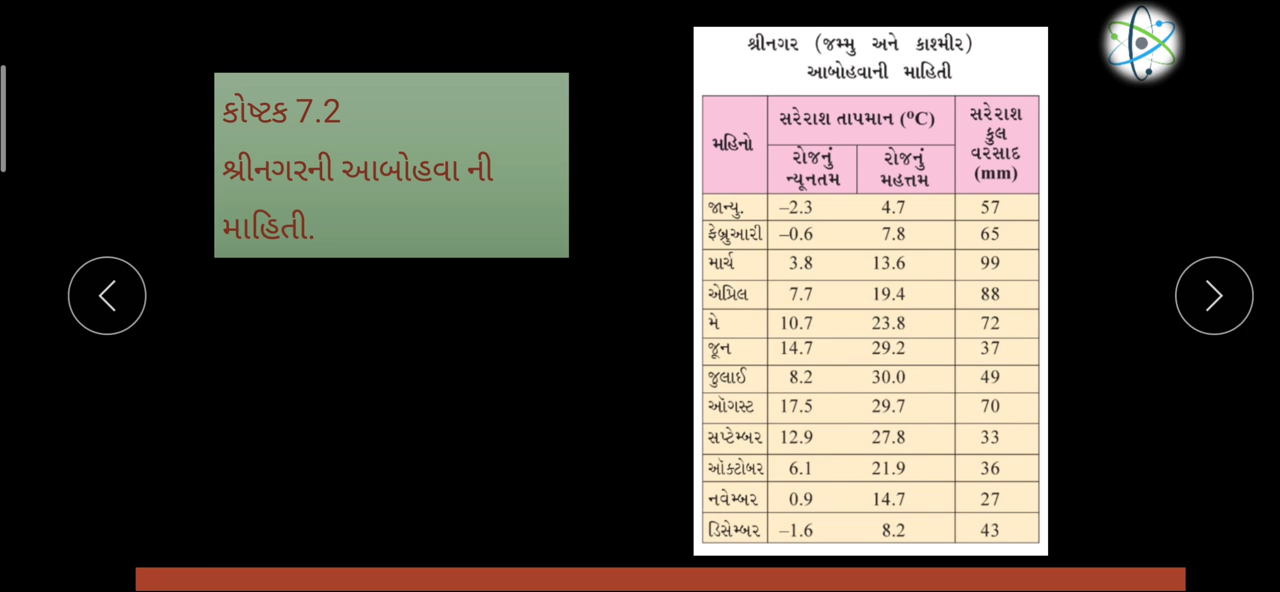 કોષ્ટક 7.2
શ્રીનગરની આબોહવા ની
માહિતી.
શ્રીનગર (જમ્મુ અને કાશ્મીર)
આબોહવાની માહિતી
મહિનો સરેરાશ તાપમાન (⁰C) સરેરાશ કુલ વરસાદ (mm)
રોજનું ન્યૂનતમ રોજનું મહત્તમ
જાન્યુ. –2.3 4.7 57
ફેબ્રુઆરી –0.6 7.8 65
માર્ચ 3.8 13.6 99
એપ્રિલ 7.7 19.4 88
મે 10.7 23.8 72
જૂન 14.7 29.2 37
જુલાઈ 8.2 30.0 49
ઑગસ્ટ 17.5 29.7 70
સપ્ટેમ્બર 12.9 27.8 33
ઑક્ટોબર 6.1 21.9 36
નવેમ્બર 0.9 14.7 27
ડિસેમ્બર –1.6 8.2 43